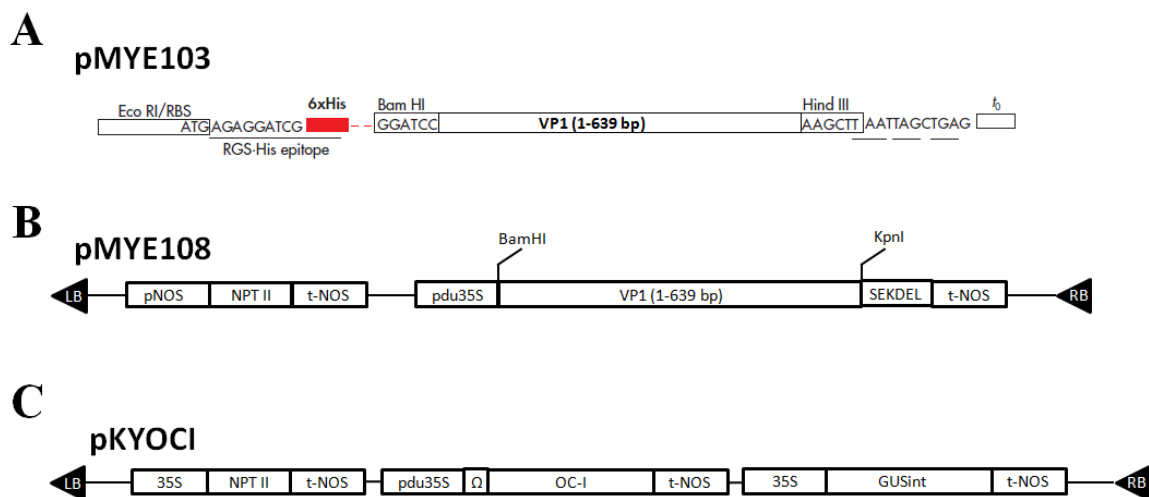 A
pMYE103
Eco RI/RBS 6xHis Bam HI Hind III t0
ATGAGAGGATCG GGATCC VP1 (1-639 bp) AAGCTT AATTAGCTGAG
RGS·His epitope
B
pMYE108
BamHI KpnI
LB pNOS NPT II t-NOS pdu35S VP1 (1-639 bp) SEKDEL t-NOS RB
C
pKYOCI
LB 35S NPT II t-NOS pdu35S Ω OC-I t-NOS 35S GUSint t-NOS RB